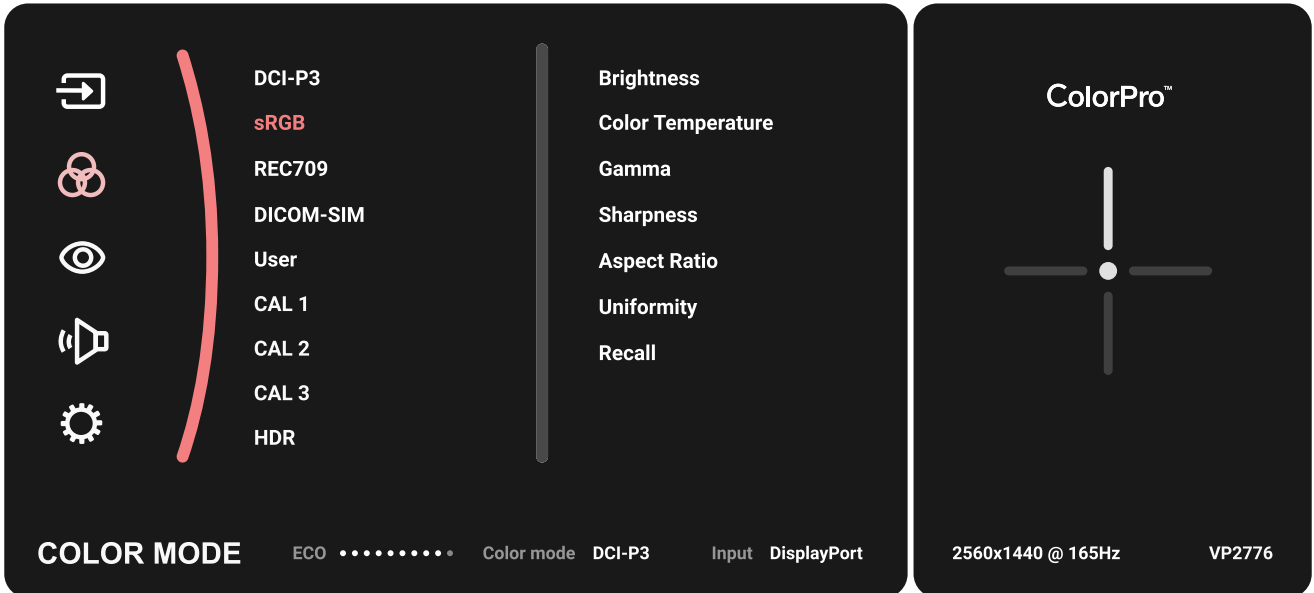 DCI-P3
sRGB
REC709
DICOM-SIM
User
CAL 1
CAL 2
CAL 3
HDR
Brightness
Color Temperature
Gamma
Sharpness
Aspect Ratio
Uniformity
Recall
COLOR MODE
ECO
Color mode DCI-P3
Input DisplayPort
ColorPro™
2560x1440 @ 165Hz
VP2776